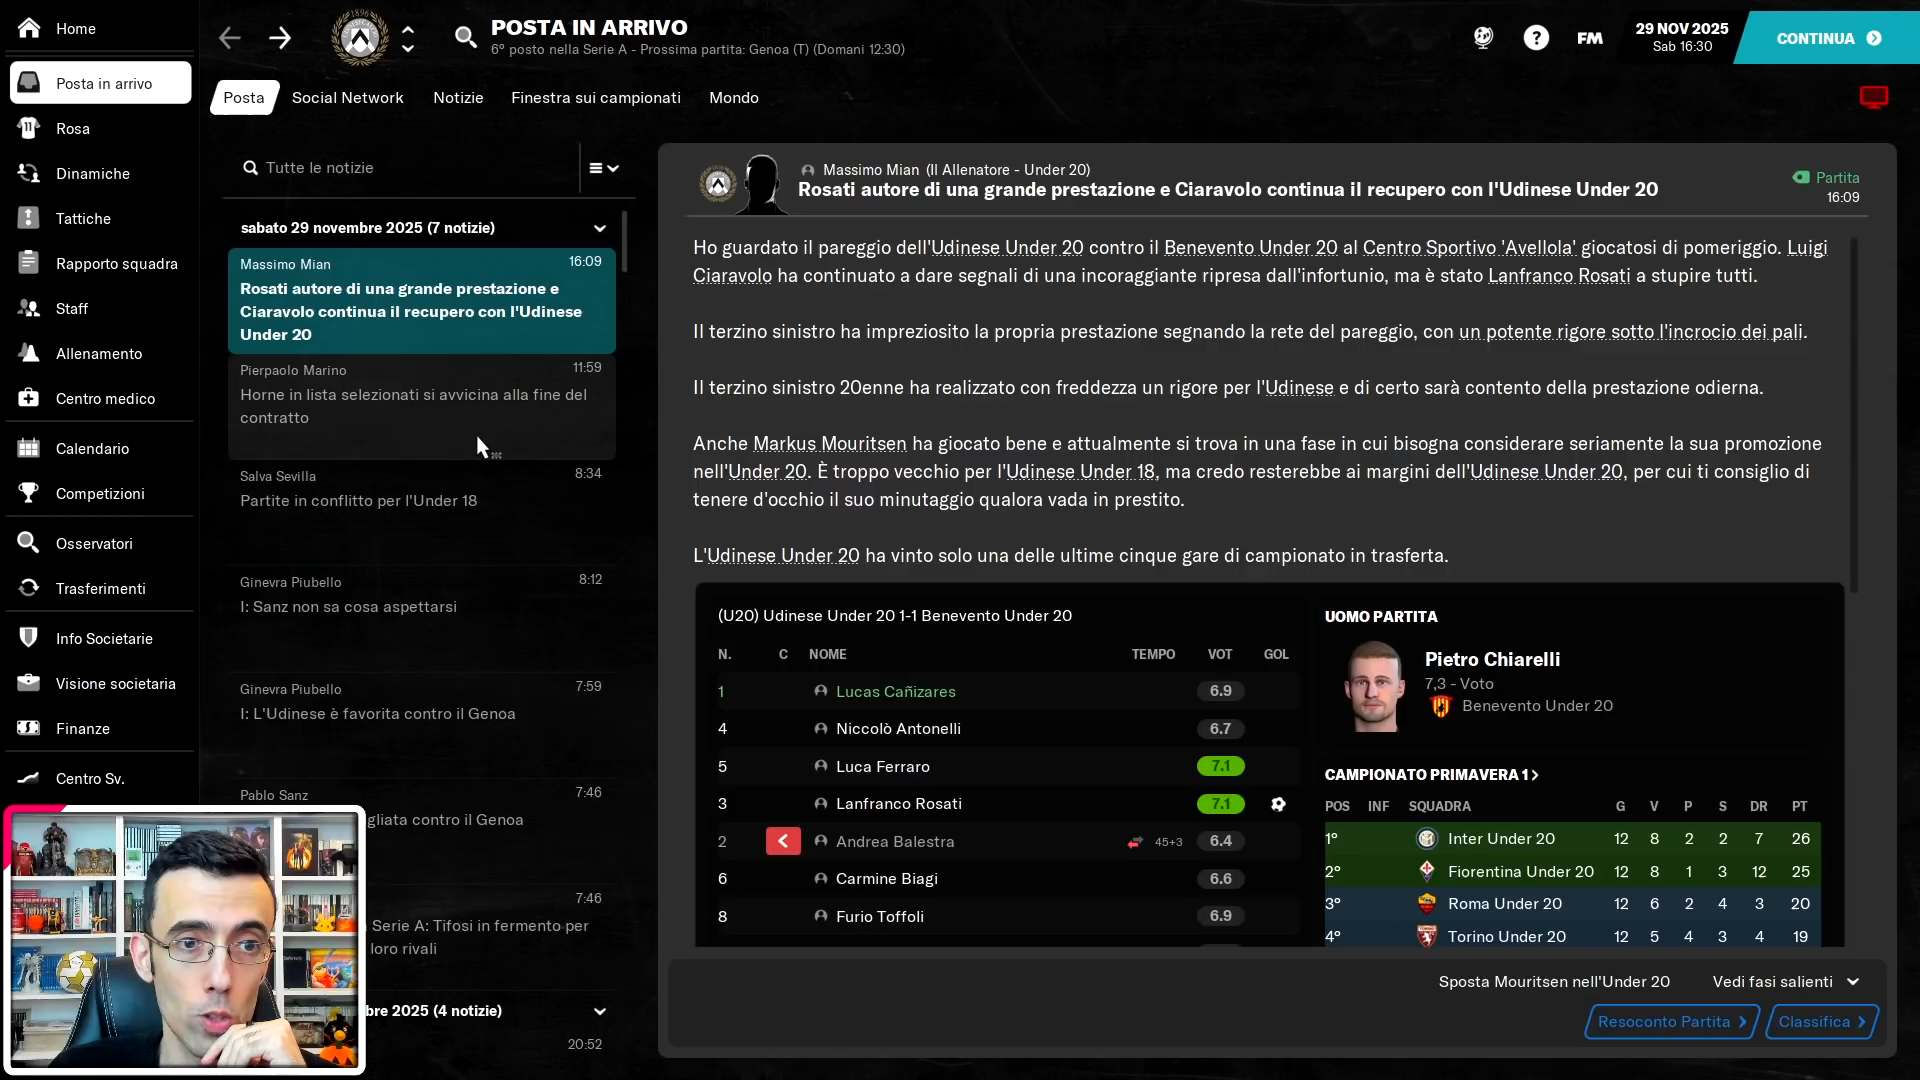 Home
Posta in arrivo
Rosa
Dinamiche
Tattiche
Rapporto squadra
Staff
Allenamento
Centro medico
Calendario
Competizioni
Osservatori
Trasferimenti
Info Societarie
Visione societaria
Finanze
Centro Sv.
1896
POSTA IN ARRIVO
6° posto nella Serie A - Prossima partita: Genoa (T) (Domani 12:30)
FM
29 NOV 2025
Sab 16:30
CONTINUA
Posta
Social Network
Notizie
Finestra sui campionati
Mondo
Tutte le notizie
sabato 29 novembre 2025 (7 notizie)
Massimo Mian 16:09
Rosati autore di una grande prestazione e
Ciaravolo continua il recupero con l'Udinese
Under 20
Pierpaolo Marino 11:59
Horne in lista selezionati si avvicina alla fine del
contratto
Salva Sevilla 8:34
Partite in conflitto per l'Under 18
Ginevra Piubello 8:12
I: Sanz non sa cosa aspettarsi
Ginevra Piubello 7:59
I: L'Udinese è favorita contro il Genoa
Pablo Sanz 7:46
gliata contro il Genoa
7:46
Serie A: Tifosi in fermento per
loro rivali
bre 2025 (4 notizie)
20:52
Massimo Mian (Il Allenatore - Under 20)
Rosati autore di una grande prestazione e Ciaravolo continua il recupero con l'Udinese Under 20
Partita
16:09
Ho guardato il pareggio dell'Udinese Under 20 contro il Benevento Under 20 al Centro Sportivo 'Avellola' giocatosi di pomeriggio. Luigi
Ciaravolo ha continuato a dare segnali di una incoraggiante ripresa dall'infortunio, ma è stato Lanfranco Rosati a stupire tutti.
Il terzino sinistro ha impreziosito la propria prestazione segnando la rete del pareggio, con un potente rigore sotto l'incrocio dei pali.
Il terzino sinistro 20enne ha realizzato con freddezza un rigore per l'Udinese e di certo sarà contento della prestazione odierna.
Anche Markus Mouritsen ha giocato bene e attualmente si trova in una fase in cui bisogna considerare seriamente la sua promozione
nell'Under 20. È troppo vecchio per l'Udinese Under 18, ma credo resterebbe ai margini dell'Udinese Under 20, per cui ti consiglio di
tenere d'occhio il suo minutaggio qualora vada in prestito.
L'Udinese Under 20 ha vinto solo una delle ultime cinque gare di campionato in trasferta.
(U20) Udinese Under 20 1-1 Benevento Under 20
N. C NOME TEMPO VOT GOL
1 Lucas Cañizares 6.9
4 Niccolò Antonelli 6.7
5 Luca Ferraro 7.1
3 Lanfranco Rosati 7.1
2 Andrea Balestra 45+3 6.4
6 Carmine Biagi 6.6
8 Furio Toffoli 6.9
UOMO PARTITA
Pietro Chiarelli
7,3 - Voto
Benevento Under 20
CAMPIONATO PRIMAVERA 1
POS INF SQUADRA G V P S DR PT
1° Inter Under 20 12 8 2 2 7 26
2° Fiorentina Under 20 12 8 1 3 12 25
3° Roma Under 20 12 6 2 4 3 20
4° Torino Under 20 12 5 4 3 4 19
Sposta Mouritsen nell'Under 20
Vedi fasi salienti
Resoconto Partita
Classifica